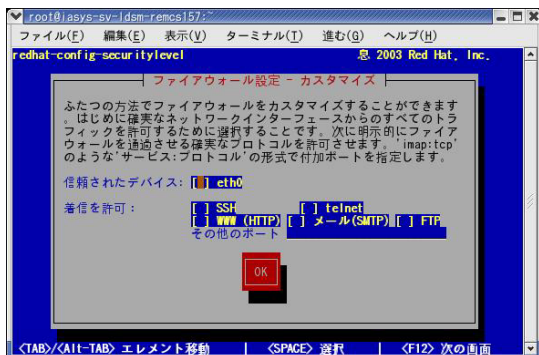 root@iasys-sv-ldsm-remcs157:~
ファイル(F) 編集(E) 表示(V) ターミナル(T) 進む(G) ヘルプ(H)
redhat-config-securitylevel 2003 Red Hat, Inc.
ファイアウォール設定 - カスタマイズ
ふたつの方法でファイアウォールをカスタマイズすることができます
。はじめに確実なネットワークインターフェースからのすべてのトラ
フィックを許可するために選択することです。次に明示的にファイア
ウォールを通過させる確実なプロトコルを許可させます。'imap:tcp'
のような'サービス:プロトコル'の形式で付加ポートを指定します。
信頼されたデバイス: [ ] eth0
着信を許可: [ ] SSH [ ] telnet
[ ] WWW (HTTP) [ ] メール(SMTP) [ ] FTP
その他のポート
OK
<TAB>/<Alt-TAB> エレメント移動 | <SPACE> 選択 | <F12> 次の画面